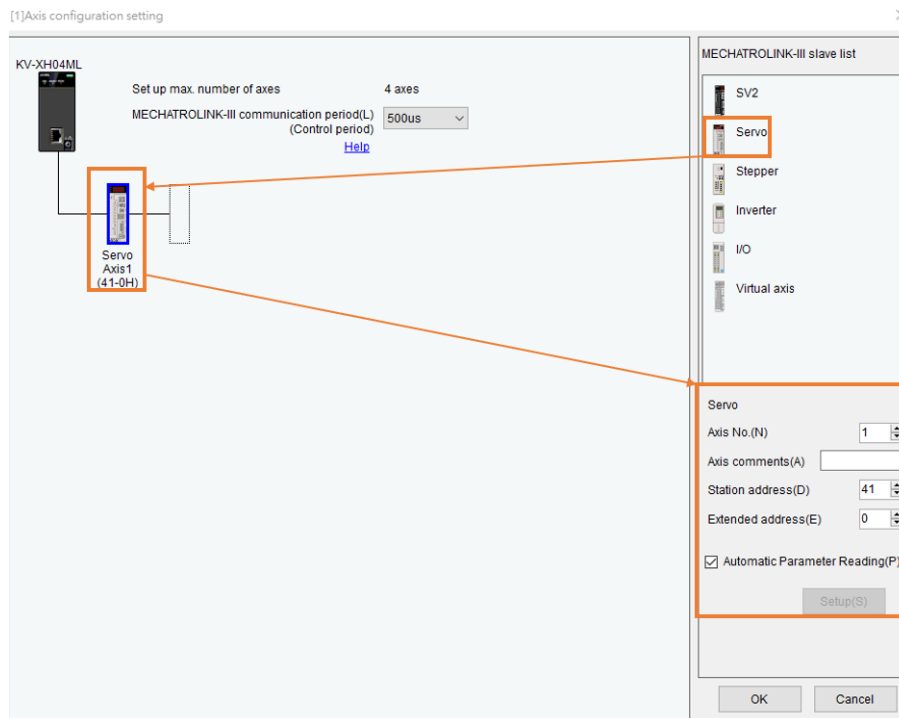 [1]Axis configuration setting
KV-XH04ML
Set up max. number of axes 4 axes
MECHATROLINK-III communication period(L) 500us
(Control period)
Help
Servo
Axis1
(41-0H)
MECHATROLINK-III slave list
SV2
Servo
Stepper
Inverter
I/O
Virtual axis
Servo
Axis No.(N) 1
Axis comments(A)
Station address(D) 41
Extended address(E) 0
Automatic Parameter Reading(P)
Setup(S)
OK Cancel